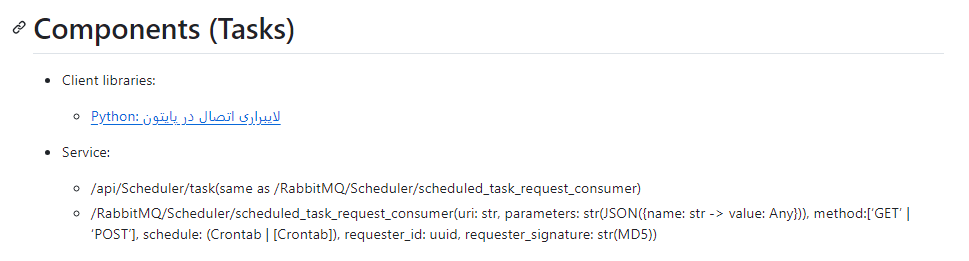 Components (Tasks)
Client libraries:
Python: لایبراری اتصال در پایتون
Service:
/api/Scheduler/task(same as /RabbitMQ/Scheduler/scheduled_task_request_consumer)
/RabbitMQ/Scheduler/scheduled_task_request_consumer(uri: str, parameters: str(JSON({name: str -> value: Any})), method:[‘GET’ |
‘POST’], schedule: (Crontab | [Crontab]), requester_id: uuid, requester_signature: str(MD5))